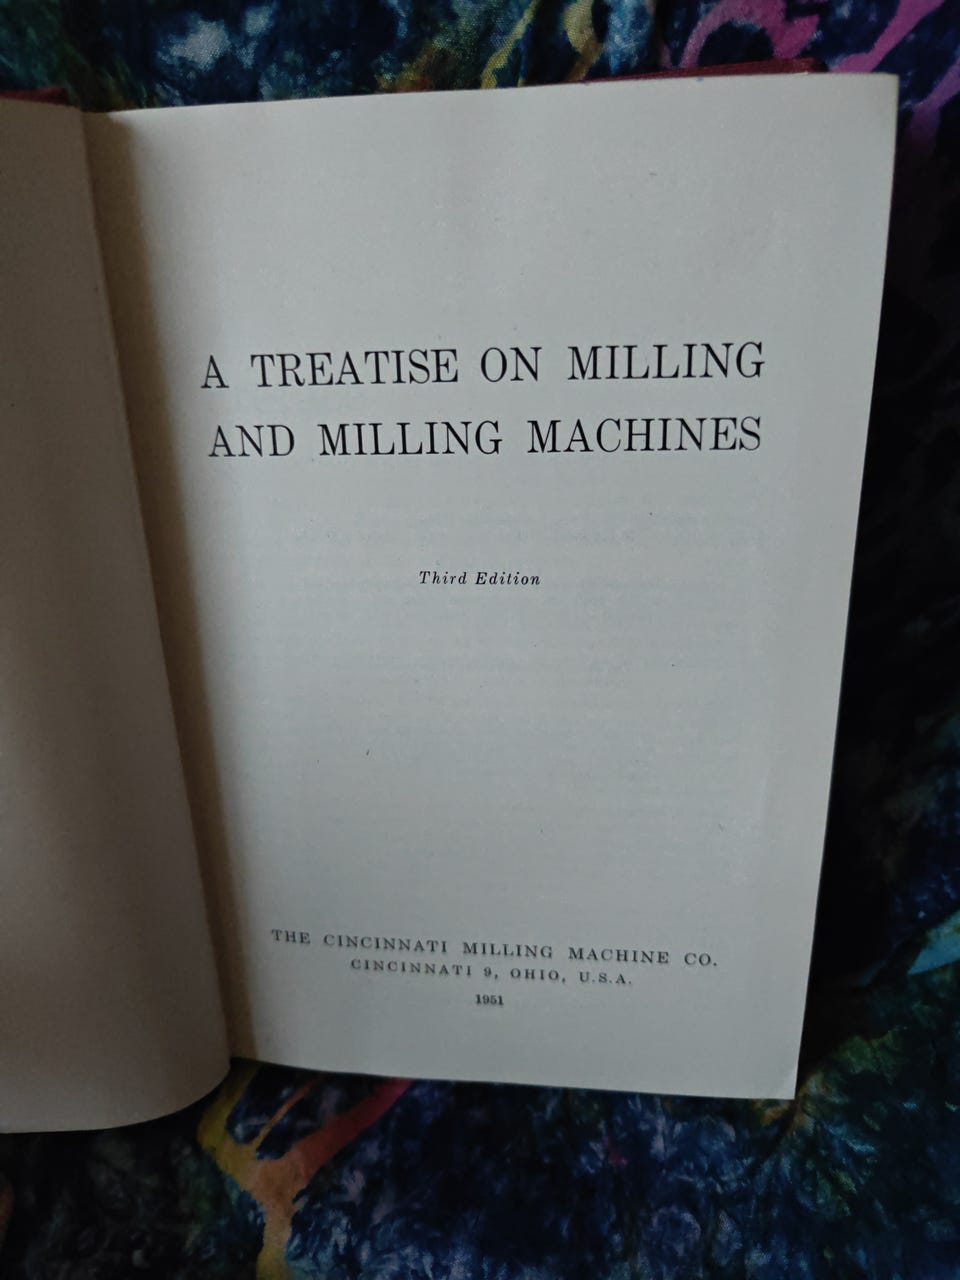 A TREATISE ON MILLING
AND MILLING MACHINES
Third Edition
THE CINCINNATI MILLING MACHINE CO.
CINCINNATI 9, OHIO, U.S.A.
1951